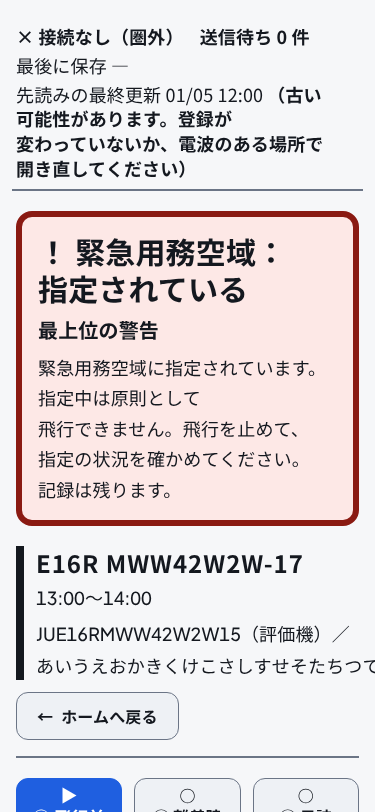 × 接続なし（圏外）　送信待ち 0 件
最後に保存 —
先読みの最終更新 01/05 12:00 （古い
可能性があります。登録が
変わっていないか、電波のある場所で
開き直してください）
！ 緊急用務空域：
指定されている
最上位の警告
緊急用務空域に指定されています。
指定中は原則として
飛行できません。飛行を止めて、
指定の状況を確かめてください。
記録は残ります。
E16R MWW42W2W-17
13:00〜14:00
JUE16RMWW42W2W15（評価機）／
あいうえおかきくけこさしすせそたちつて
← ホームへ戻る
▶ ○ ○